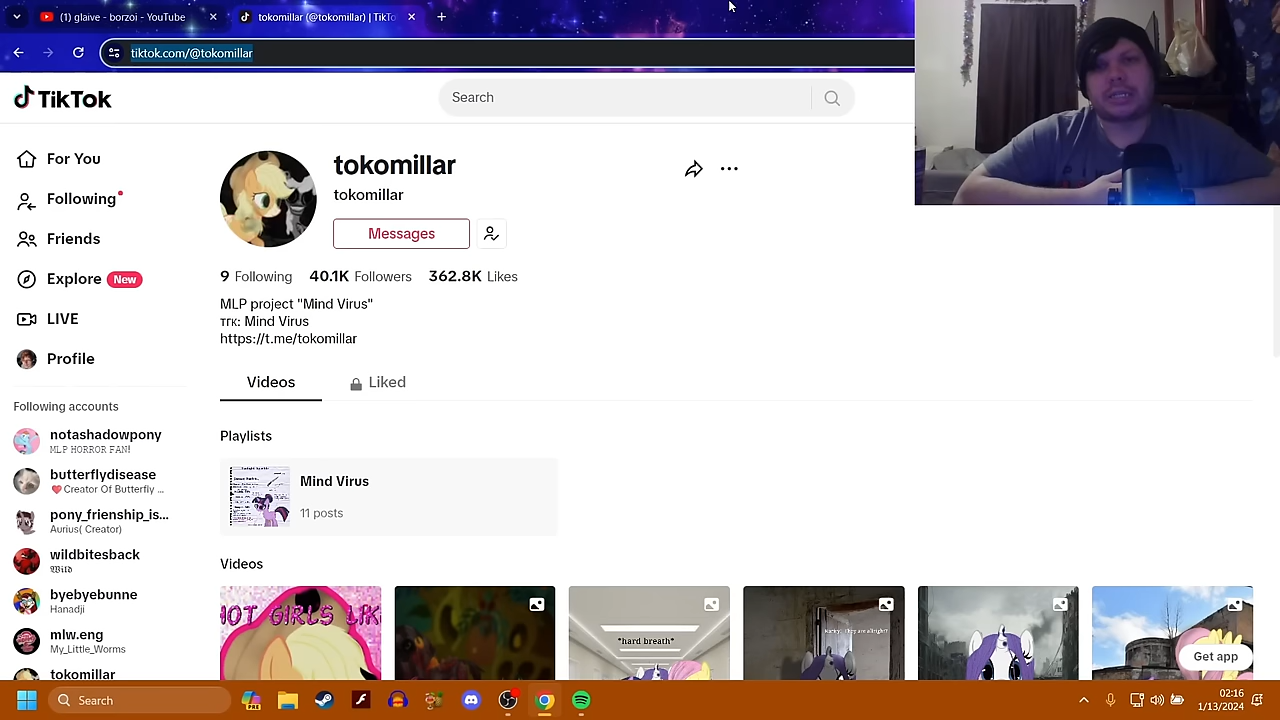 (1) glaive - borzoi - YouTube
tokomillar (@tokomillar) | TikTo
tiktok.com/@tokomillar
TikTok
Search
For You
Following
Friends
Explore New
LIVE
Profile
Following accounts
notashadowpony
MLP HORROR FAN!
butterflydisease
❤️Creator Of Butterfly ...
pony_frienship_is...
Aurius( Creator)
wildbitesback
𝖂𝖎𝖑𝖉
byebyebunne
Hanadji
mlw.eng
My_Little_Worms
tokomillar
tokomillar
tokomillar
Messages
9 Following 40.1K Followers 362.8K Likes
MLP project "Mind Virus"
тгк: Mind Virus
https://t.me/tokomillar
Videos
Liked
Playlists
Mind Virus
11 posts
Videos
HOT GIRLS LIK
*hard breath*
Get app
Search
02:16
1/13/2024